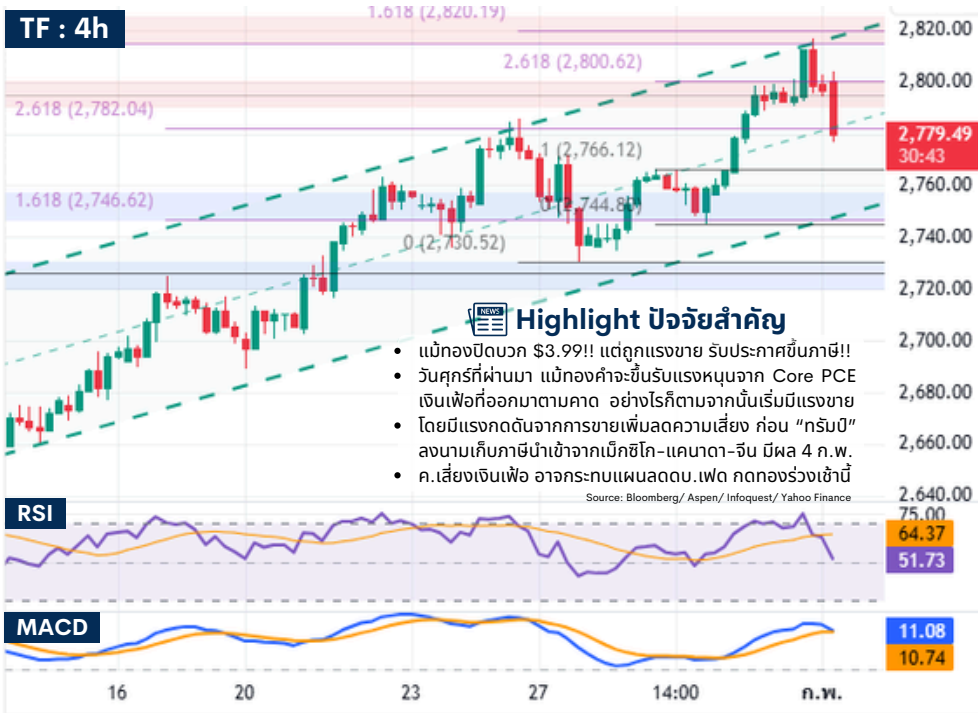 TF : 4h
1.618 (2,820.19)
2,820.00
2.618 (2,800.62)
2,800.00
2.618 (2,782.04)
2,779.49
30:43
1 (2,766.12)
2,760.00
1.618 (2,746.62)
0 (2,744.8
2,740.00
0 (2,730.52)
2,720.00
NEWS
Highlight ปัจจัยสำคัญ
2,700.00
• แม้ทองปิดบวก $3.99!! แต่ถูกแรงขาย รับประกาศขึ้นภาษี!!
• วันศุกร์ที่ผ่านมา แม้ทองคำจะขึ้นรับแรงหนุนจาก Core PCE
เงินเฟ้อที่ออกมาตามคาด อย่างไรก็ตามจากนั้นเริ่มมีแรงขาย
• โดยมีแรงกดดันจากการขายเพิ่มลดความเสี่ยง ก่อน “ทรัมป์”
ลงนามเก็บภาษีนำเข้าจากเม็กซิโก-แคนาดา-จีน มีผล 4 ก.พ.
• ค.เสี่ยงเงินเฟ้อ อาจกระทบแผนลดดบ.เฟด กดทองร่วงเช้านี้
2,680.00
2,660.00
2,640.00
Source: Bloomberg/ Aspen/ Infoquest/ Yahoo Finance
RSI
75.00
64.37
51.73
MACD
11.08
10.74
16
20
23
27
14:00
ก.พ.